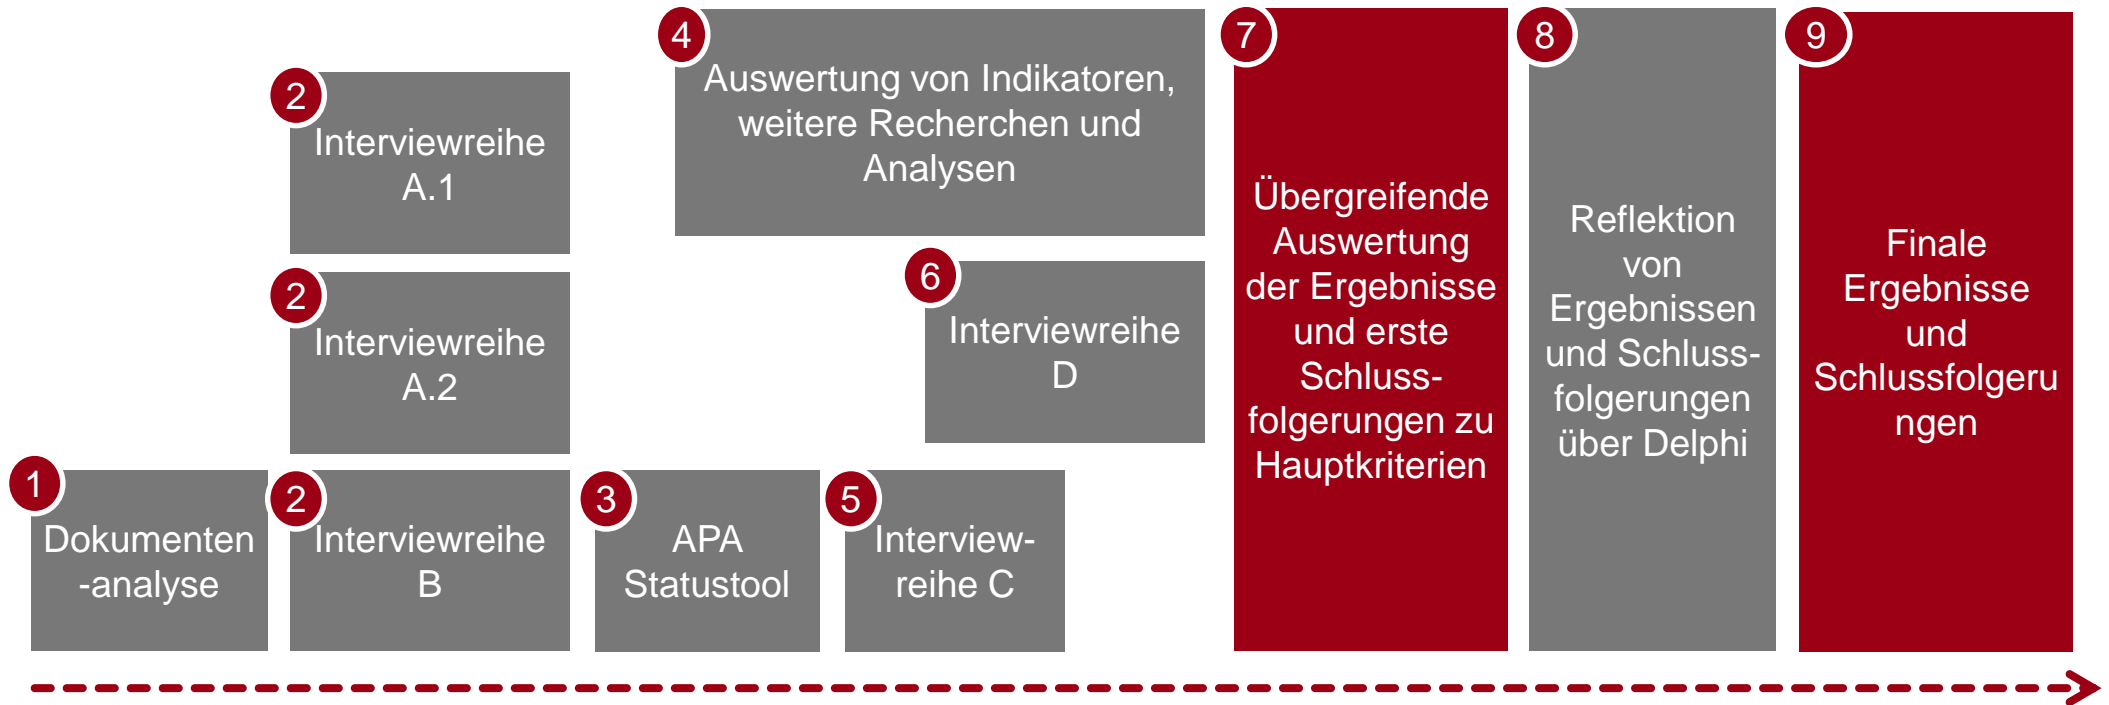 1
Dokumenten
-analyse
2
Interviewreihe
A.1
2
Interviewreihe
A.2
2
Interviewreihe
B
3
APA
Statustool
4
Auswertung von Indikatoren,
weitere Recherchen und
Analysen
5
Interview-
reihe C
6
Interviewreihe
D
7
Übergreifende
Auswertung
der Ergebnisse
und erste
Schluss-
folgerungen zu
Hauptkriterien
8
Reflektion
von
Ergebnissen
und Schluss-
folgerungen
über Delphi
9
Finale
Ergebnisse
und
Schlussfolgeru
ngen